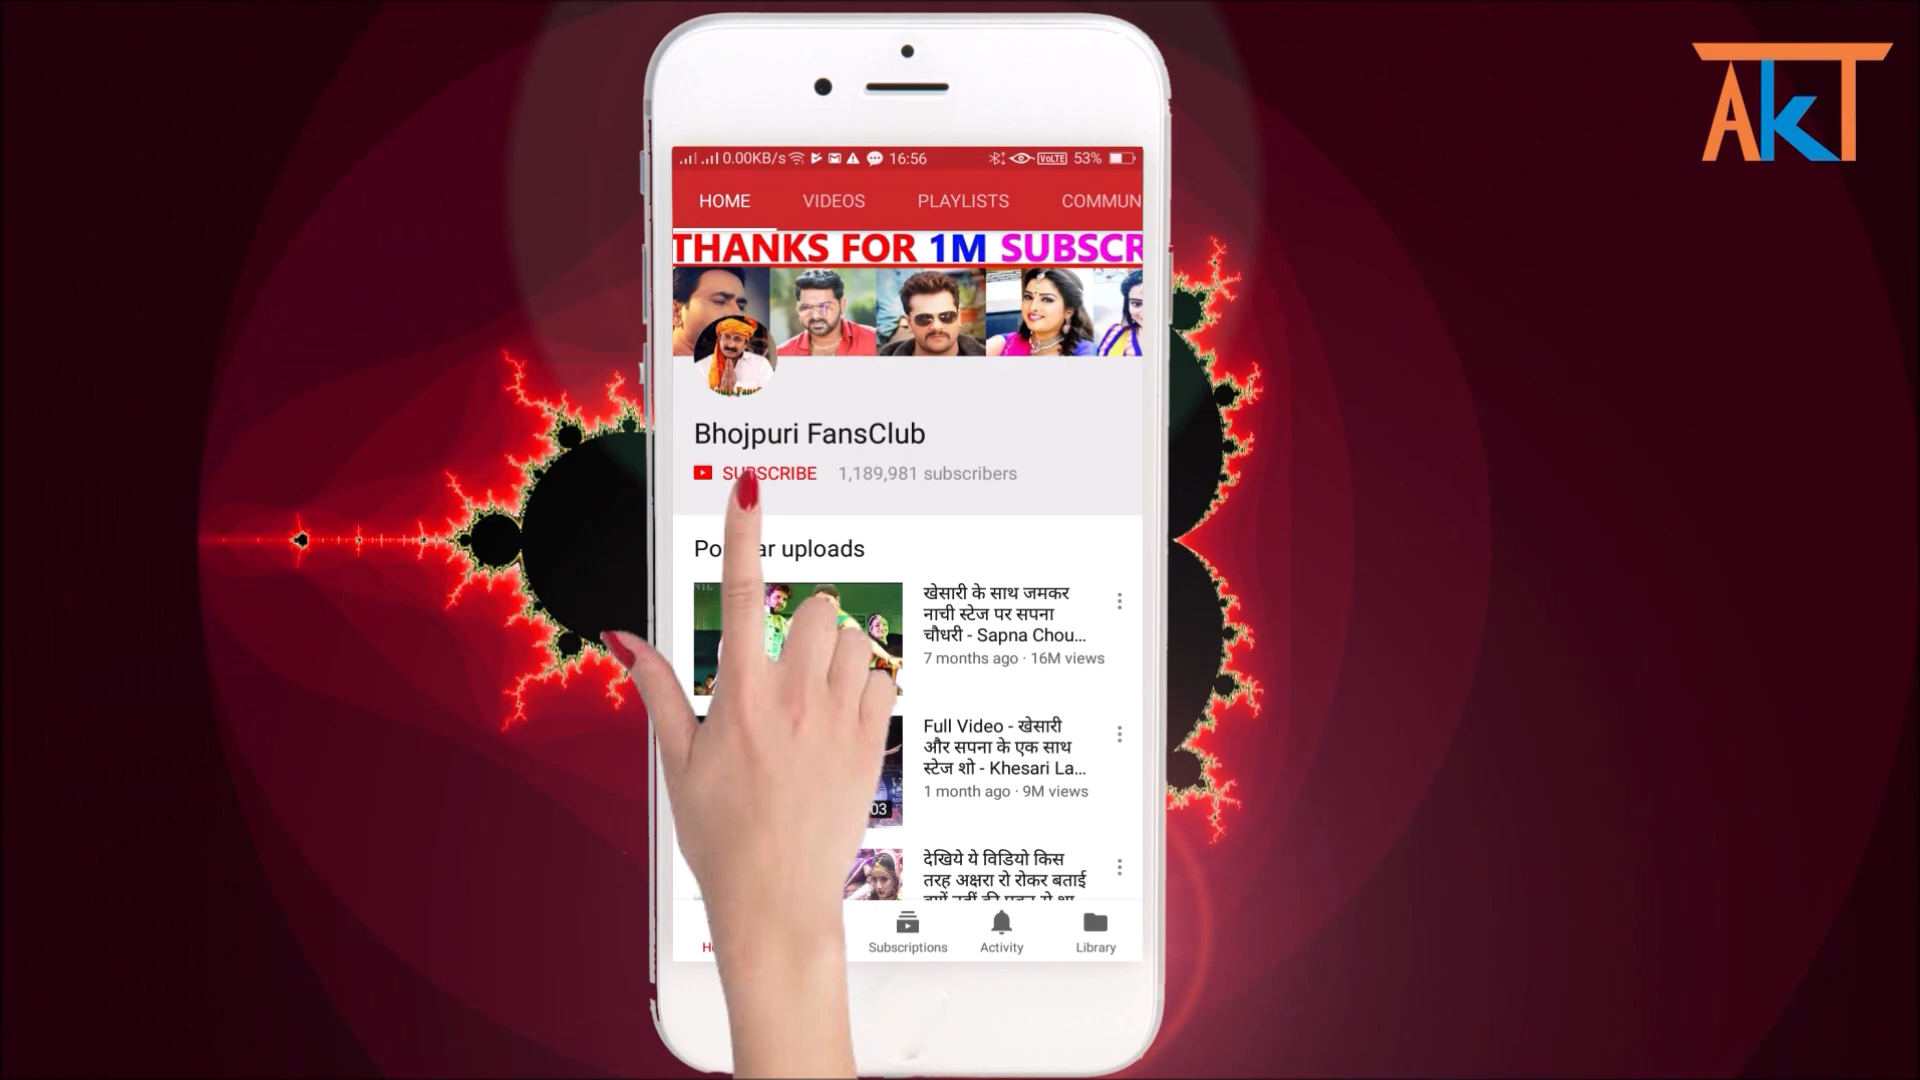 AKT
0.00KB/s 16:56 VoLTE 53%
HOME VIDEOS PLAYLISTS COMMUN
THANKS FOR 1M SUBSCR
Bhojpuri FansClub
SUBSCRIBE 1,189,981 subscribers
uploads
खेसारी के साथ जमकर
नाची स्टेज पर सपना
चौधरी - Sapna Chou...
7 months ago · 16M views
Full Video - खेसारी
और सपना के एक साथ
स्टेज शो - Khesari La...
1 month ago · 9M views
03
देखिये ये विडियो किस
तरह अक्षरा रो रोकर बताई
Subscriptions Activity Library